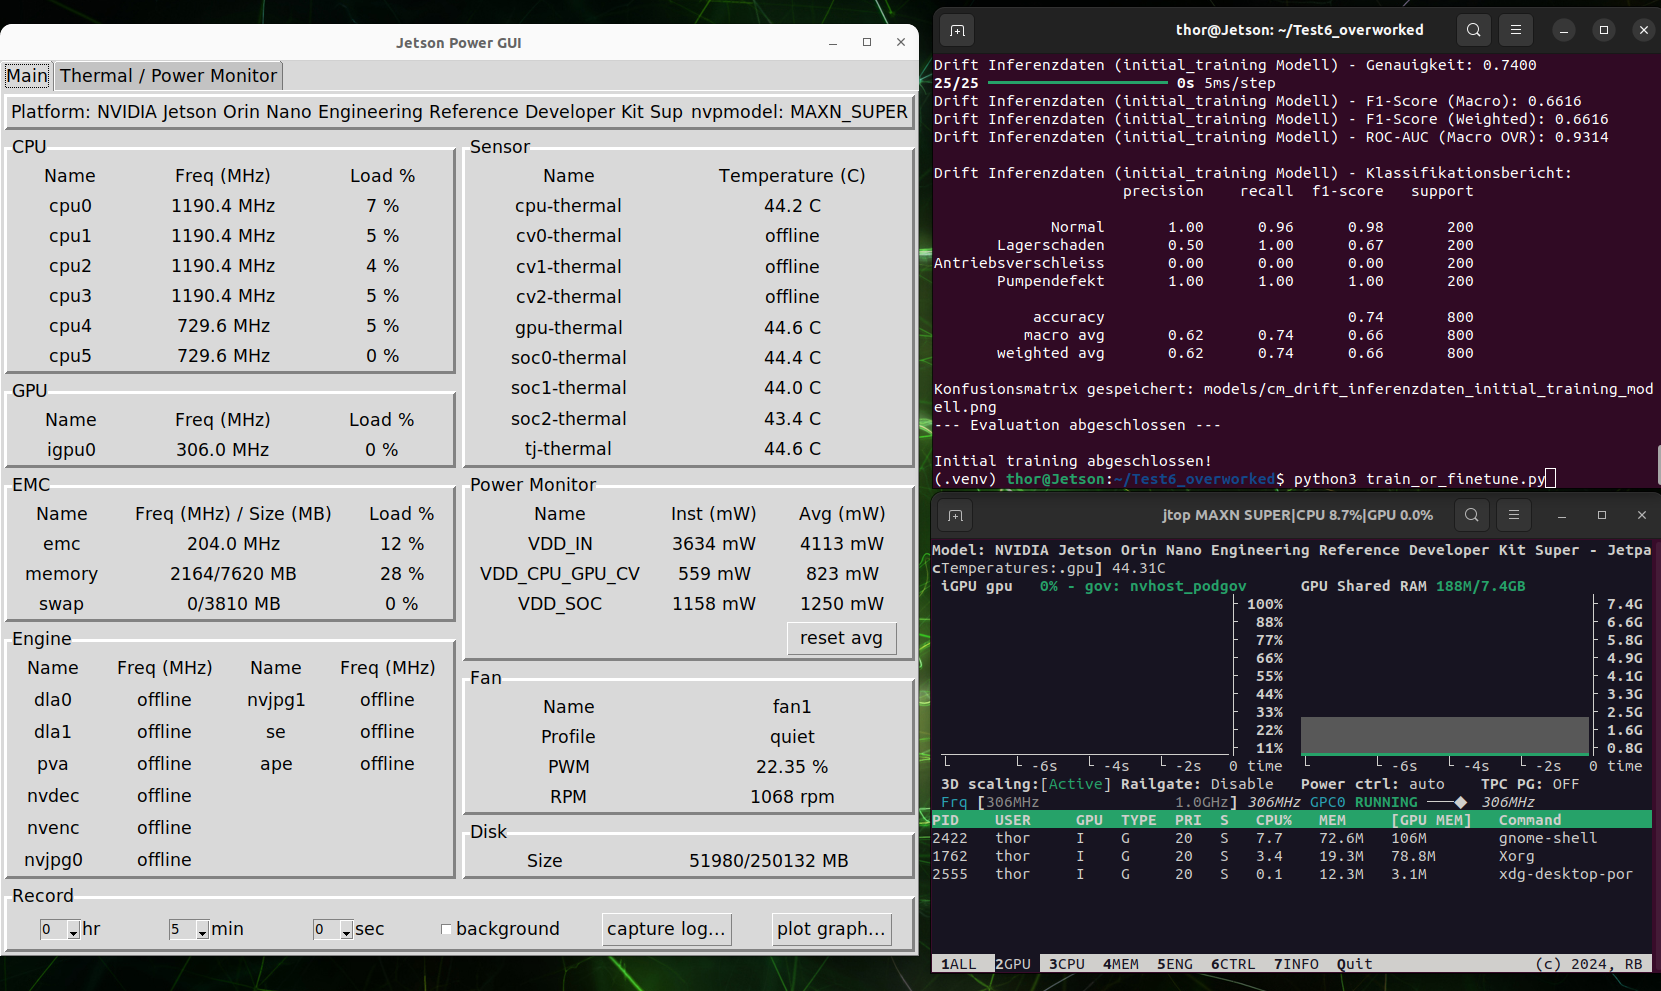 Jetson Power GUI
Main Thermal / Power Monitor
Platform: NVIDIA Jetson Orin Nano Engineering Reference Developer Kit Sup nvpmodel: MAXN_SUPER
CPU
Name Freq (MHz) Load %
cpu0 1190.4 MHz 7 %
cpu1 1190.4 MHz 5 %
cpu2 1190.4 MHz 4 %
cpu3 1190.4 MHz 5 %
cpu4 729.6 MHz 5 %
cpu5 729.6 MHz 0 %
GPU
Name Freq (MHz) Load %
igpu0 306.0 MHz 0 %
EMC
Name Freq (MHz) / Size (MB) Load %
emc 204.0 MHz 12 %
memory 2164/7620 MB 28 %
swap 0/3810 MB 0 %
Engine
Name Freq (MHz) Name Freq (MHz)
dla0 offline nvjpg1 offline
dla1 offline se offline
pva offline ape offline
nvdec offline
nvenc offline
nvjpg0 offline
Sensor
Name Temperature (C)
cpu-thermal 44.2 C
cv0-thermal offline
cv1-thermal offline
cv2-thermal offline
gpu-thermal 44.6 C
soc0-thermal 44.4 C
soc1-thermal 44.0 C
soc2-thermal 43.4 C
tj-thermal 44.6 C
Power Monitor
Name Inst (mW) Avg (mW)
VDD_IN 3634 mW 4113 mW
VDD_CPU_GPU_CV 559 mW 823 mW
VDD_SOC 1158 mW 1250 mW
reset avg
Fan
Name fan1
Profile quiet
PWM 22.35 %
RPM 1068 rpm
Disk
Size 51980/250132 MB
Record
0 hr 5 min 0 sec background capture log... plot graph...
thor@Jetson: ~/Test6_overworked
Drift Inferenzdaten (initial_training Modell) - Genauigkeit: 0.7400
25/25 0s 5ms/step
Drift Inferenzdaten (initial_training Modell) - F1-Score (Macro): 0.6616
Drift Inferenzdaten (initial_training Modell) - F1-Score (Weighted): 0.6616
Drift Inferenzdaten (initial_training Modell) - ROC-AUC (Macro OVR): 0.9314
Drift Inferenzdaten (initial_training Modell) - Klassifikationsbericht:
precision recall f1-score support
Normal 1.00 0.96 0.98 200
Lagerschaden 0.50 1.00 0.67 200
Antriebsverschleiss 0.00 0.00 0.00 200
Pumpendefekt 1.00 1.00 1.00 200
accuracy 0.74 800
macro avg 0.62 0.74 0.66 800
weighted avg 0.62 0.74 0.66 800
Konfusionsmatrix gespeichert: models/cm_drift_inferenzdaten_initial_training_mod
ell.png
--- Evaluation abgeschlossen ---
Initial training abgeschlossen!
(.venv) thor@Jetson:~/Test6_overworked$ python3 train_or_finetune.py
jtop MAXN SUPER|CPU 8.7%|GPU 0.0%
Model: NVIDIA Jetson Orin Nano Engineering Reference Developer Kit Super - Jetpa
cTemperatures:.gpu] 44.31C
iGPU gpu 0% - gov: nvhost_podgov GPU Shared RAM 188M/7.4GB
100% 7.4G
88% 6.6G
77% 5.8G
66% 4.9G
55% 4.1G
44% 3.3G
33% 2.5G
22% 1.6G
11% 0.8G
-6s -4s -2s 0 time -6s -4s -2s 0 time
3D scaling:[Active] Railgate: Disable Power ctrl: auto TPC PG: OFF
Frq [306MHz 1.0GHz] 306MHz GPC0 RUNNING 306MHz
PID USER GPU TYPE PRI S CPU% MEM [GPU MEM] Command
2422 thor I G 20 S 7.7 72.6M 106M gnome-shell
1762 thor I G 20 S 3.4 19.3M 78.8M Xorg
2555 thor I G 20 S 0.1 12.3M 3.1M xdg-desktop-por
1ALL 2GPU 3CPU 4MEM 5ENG 6CTRL 7INFO Quit (c) 2024, RB